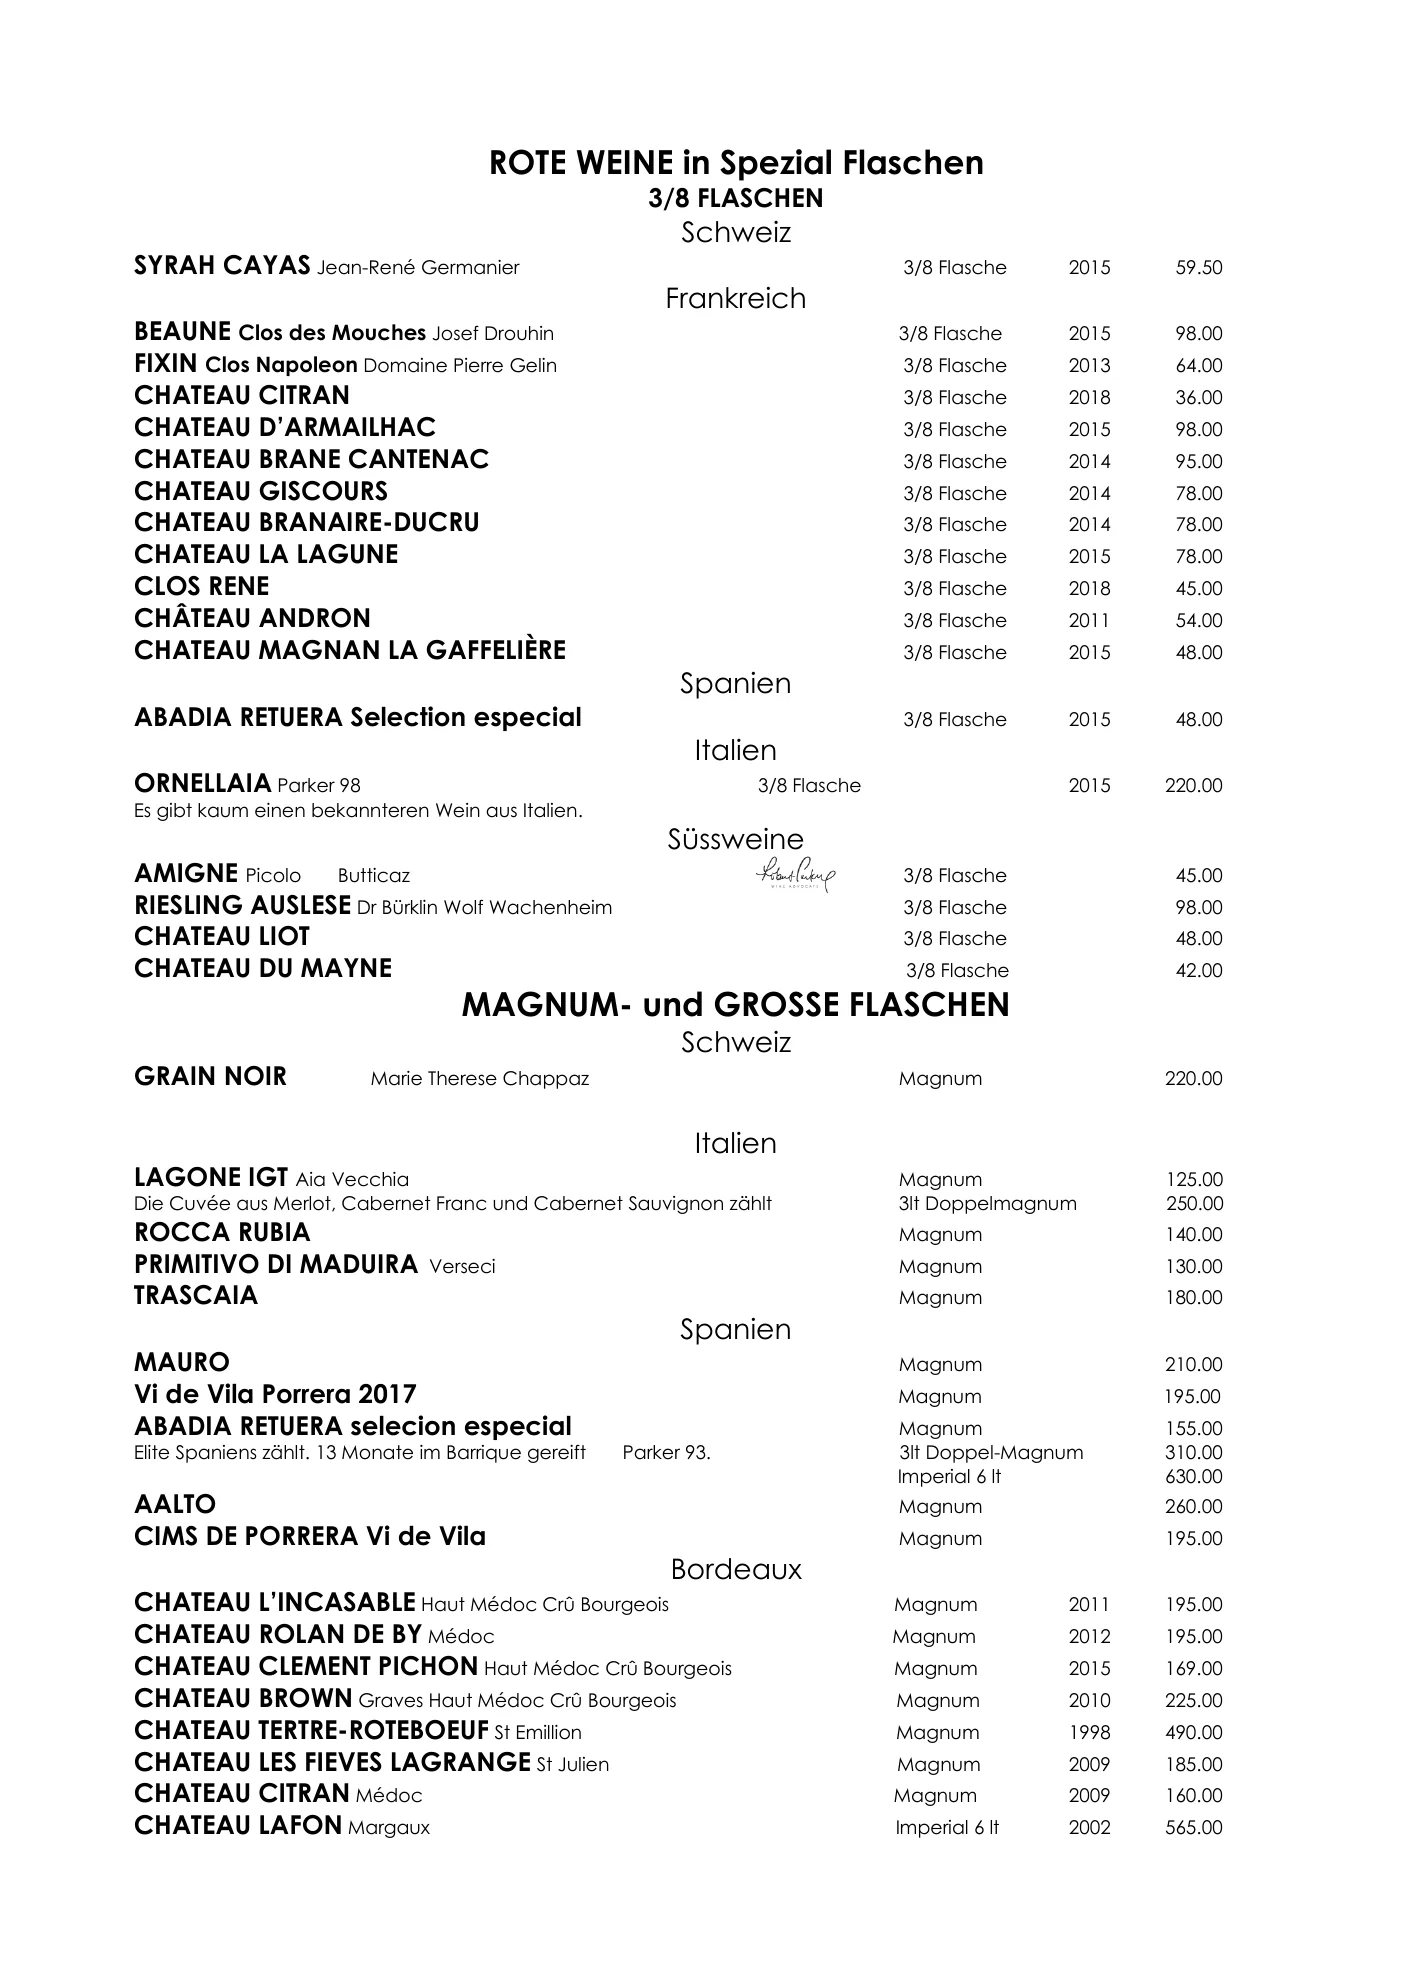 ROTE WEINE in Spezial Flaschen
3/8 FLASCHEN
Schweiz
SYRAH CAYAS Jean-René Germanier 3/8 Flasche 2015 59.50
Frankreich
BEAUNE Clos des Mouches Josef Drouhin 3/8 Flasche 2015 98.00
FIXIN Clos Napoleon Domaine Pierre Gelin 3/8 Flasche 2013 64.00
CHATEAU CITRAN 3/8 Flasche 2018 36.00
CHATEAU D’ARMAILHAC 3/8 Flasche 2015 98.00
CHATEAU BRANE CANTENAC 3/8 Flasche 2014 95.00
CHATEAU GISCOURS 3/8 Flasche 2014 78.00
CHATEAU BRANAIRE-DUCRU 3/8 Flasche 2014 78.00
CHATEAU LA LAGUNE 3/8 Flasche 2015 78.00
CLOS RENE 3/8 Flasche 2018 45.00
CHÂTEAU ANDRON 3/8 Flasche 2011 54.00
CHATEAU MAGNAN LA GAFFELIÈRE 3/8 Flasche 2015 48.00
Spanien
ABADIA RETUERA Selection especial 3/8 Flasche 2015 48.00
Italien
ORNELLAIA Parker 98 3/8 Flasche 2015 220.00
Es gibt kaum einen bekannteren Wein aus Italien.
Süssweine
AMIGNE Picolo Butticaz Robert Parker 3/8 Flasche 45.00
WINE ADVOCATE
RIESLING AUSLESE Dr Bürklin Wolf Wachenheim 3/8 Flasche 98.00
CHATEAU LIOT 3/8 Flasche 48.00
CHATEAU DU MAYNE 3/8 Flasche 42.00
MAGNUM- und GROSSE FLASCHEN
Schweiz
GRAIN NOIR Marie Therese Chappaz Magnum 220.00
Italien
LAGONE IGT Aia Vecchia Magnum 125.00
Die Cuvée aus Merlot, Cabernet Franc und Cabernet Sauvignon zählt 3lt Doppelmagnum 250.00
ROCCA RUBIA Magnum 140.00
PRIMITIVO DI MADUIRA Verseci Magnum 130.00
TRASCAIA Magnum 180.00
Spanien
MAURO Magnum 210.00
Vi de Vila Porrera 2017 Magnum 195.00
ABADIA RETUERA selecion especial Magnum 155.00
Elite Spaniens zählt. 13 Monate im Barrique gereift Parker 93. 3lt Doppel-Magnum 310.00
Imperial 6 lt 630.00
AALTO Magnum 260.00
CIMS DE PORRERA Vi de Vila Magnum 195.00
Bordeaux
CHATEAU L’INCASABLE Haut Médoc Crû Bourgeois Magnum 2011 195.00
CHATEAU ROLAN DE BY Médoc Magnum 2012 195.00
CHATEAU CLEMENT PICHON Haut Médoc Crû Bourgeois Magnum 2015 169.00
CHATEAU BROWN Graves Haut Médoc Crû Bourgeois Magnum 2010 225.00
CHATEAU TERTRE-ROTEBOEUF St Emillion Magnum 1998 490.00
CHATEAU LES FIEVES LAGRANGE St Julien Magnum 2009 185.00
CHATEAU CITRAN Médoc Magnum 2009 160.00
CHATEAU LAFON Margaux Imperial 6 lt 2002 565.00